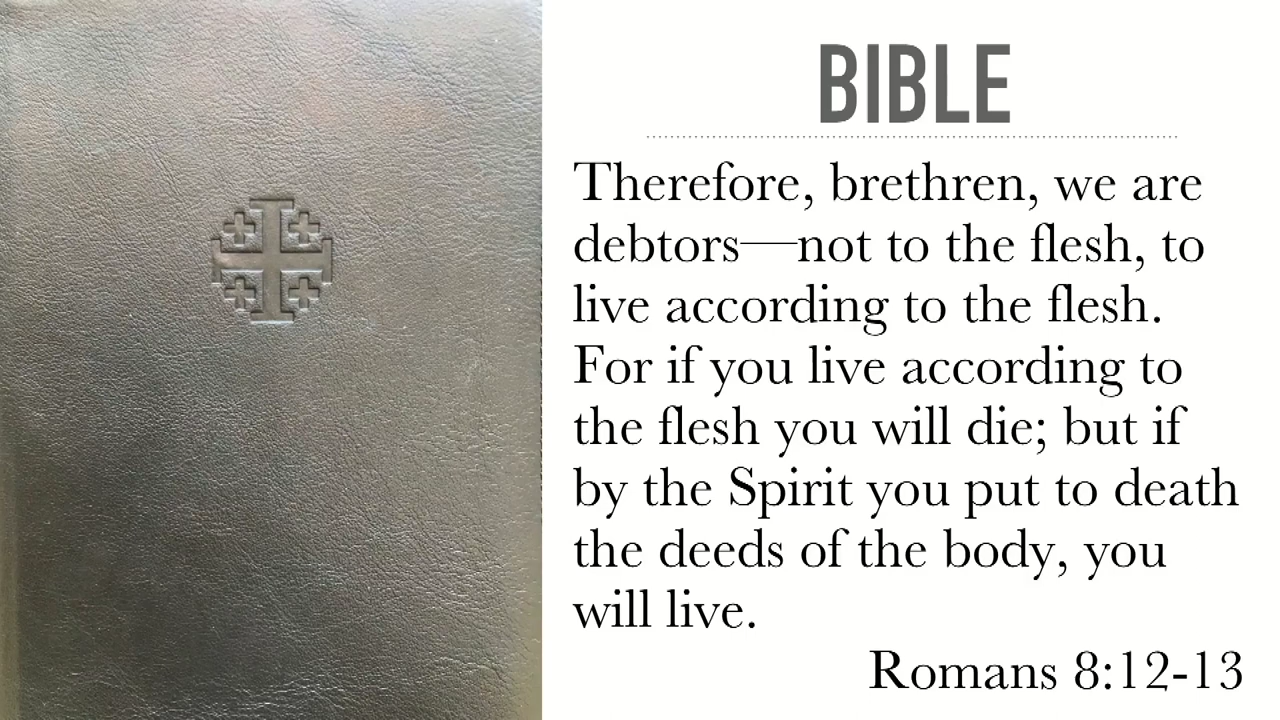 BIBLE
Therefore, brethren, we are
debtors—not to the flesh, to
live according to the flesh.
For if you live according to
the flesh you will die; but if
by the Spirit you put to death
the deeds of the body, you
will live.
Romans 8:12-13